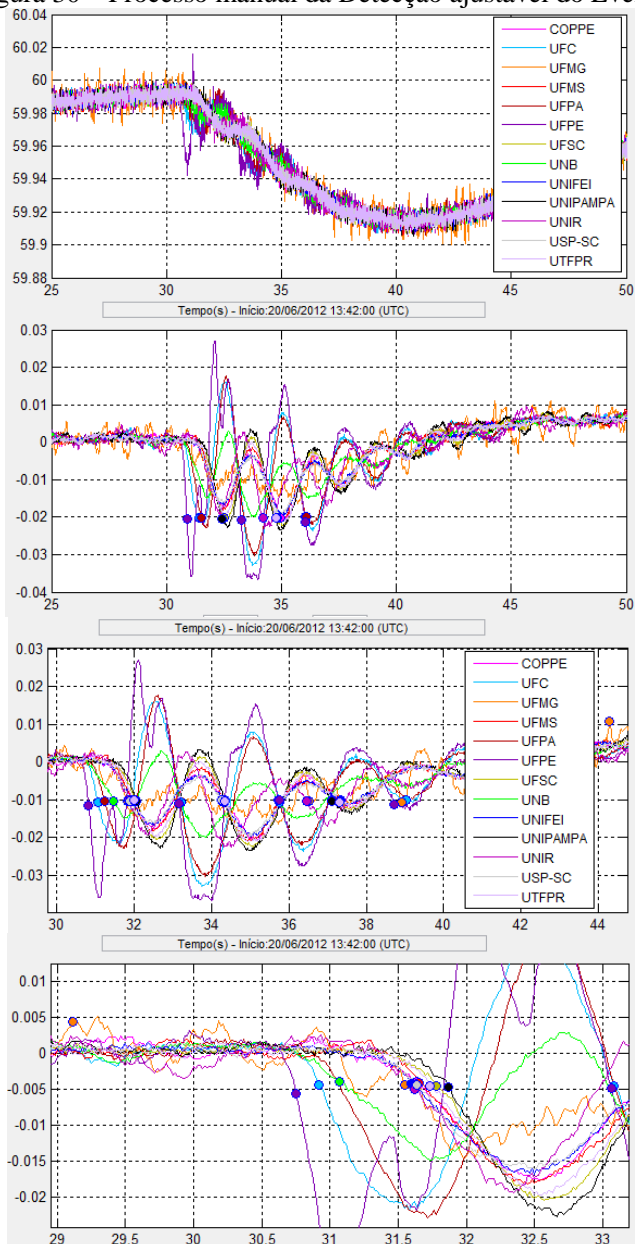 Figura 50 – Processo manual da Detecção ajustável do Eve
60.04
60.02
60
59.98
59.96
59.94
59.92
59.9
59.88
25 30 35 40 45 50
COPPE
UFC
UFMG
UFMS
UFPA
UFPE
UFSC
UNB
UNIFEI
UNIPAMPA
UNIR
USP-SC
UTFPR
Tempo(s) - Início:20/06/2012 13:42:00 (UTC)
0.03
0.02
0.01
0
-0.01
-0.02
-0.03
-0.04
25 30 35 40 45 50
Tempo(s) - Início:20/06/2012 13:42:00 (UTC)
0.03
0.02
0.01
0
-0.01
-0.02
-0.03
30 32 34 36 38 40 42 44
COPPE
UFC
UFMG
UFMS
UFPA
UFPE
UFSC
UNB
UNIFEI
UNIPAMPA
UNIR
USP-SC
UTFPR
Tempo(s) - Início:20/06/2012 13:42:00 (UTC)
0.01
0.005
0
-0.005
-0.01
-0.015
-0.02
29 29.5 30 30.5 31 31.5 32 32.5 33